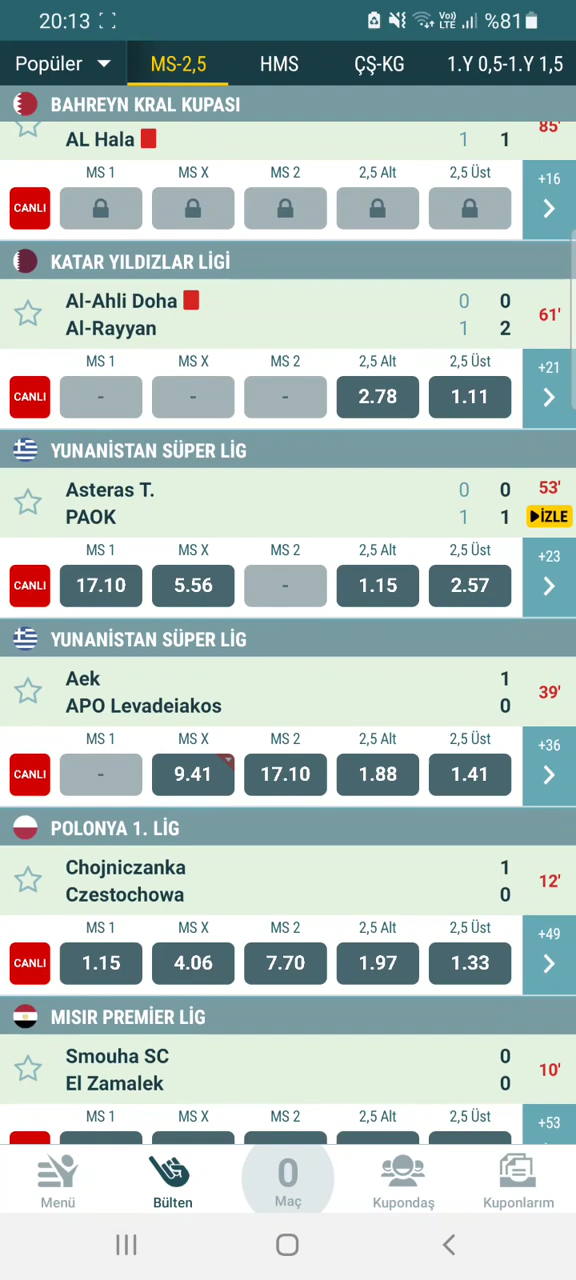 20:13 Vo)) LTE %81
Popüler MS-2,5 HMS ÇŞ-KG 1.Y 0,5-1.Y 1,5
BAHREYN KRAL KUPASI
AL Hala 1 1 85'
MS 1 MS X MS 2 2,5 Alt 2,5 Üst +16
CANLI
KATAR YILDIZLAR LİGİ
Al-Ahli Doha 0 0 61'
Al-Rayyan 1 2
MS 1 MS X MS 2 2,5 Alt 2,5 Üst +21
CANLI - - - 2.78 1.11
YUNANİSTAN SÜPER LİG
Asteras T. 0 0 53'
PAOK 1 1 İZLE
MS 1 MS X MS 2 2,5 Alt 2,5 Üst +23
CANLI 17.10 5.56 - 1.15 2.57
YUNANİSTAN SÜPER LİG
Aek 1 39'
APO Levadeiakos 0
MS 1 MS X MS 2 2,5 Alt 2,5 Üst +36
CANLI - 9.41 17.10 1.88 1.41
POLONYA 1. LİG
Chojniczanka 1 12'
Czestochowa 0
MS 1 MS X MS 2 2,5 Alt 2,5 Üst +49
CANLI 1.15 4.06 7.70 1.97 1.33
MISIR PREMİER LİG
Smouha SC 0 10'
El Zamalek 0
MS 1 MS X MS 2 2,5 Alt 2,5 Üst +53
0
Menü Bülten Maç Kupondaş Kuponlarım